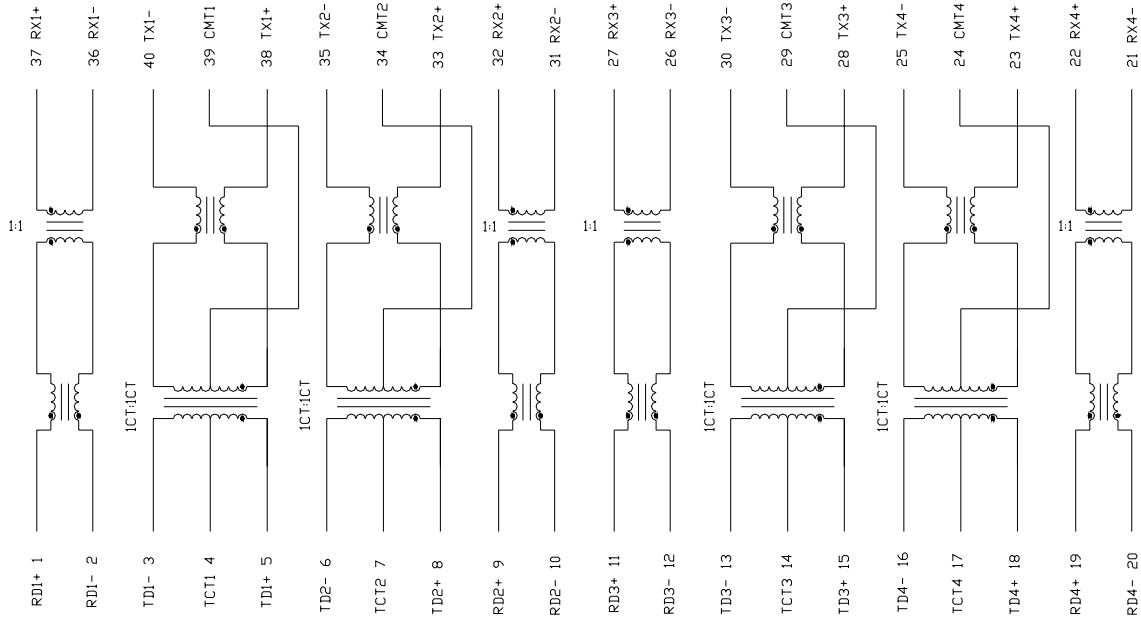 37 RX1+
36 RX1-
40 TX1-
39 CMT1
38 TX1+
35 TX2-
34 CMT2
33 TX2+
32 RX2+
31 RX2-
27 RX3+
26 RX3-
30 TX3-
29 CMT3
28 TX3+
25 TX4-
24 CMT4
23 TX4+
22 RX4+
21 RX4-
1:1
1:1
1:1
1:1
1CT:1CT
1CT:1CT
1CT:1CT
1CT:1CT
RD1+ 1
RD1- 2
TD1- 3
TCT1 4
TD1+ 5
TD2- 6
TCT2 7
TD2+ 8
RD2+ 9
RD2- 10
RD3+ 11
RD3- 12
TD3- 13
TCT3 14
TD3+ 15
TD4- 16
TCT4 17
TD4+ 18
RD4+ 19
RD4- 20